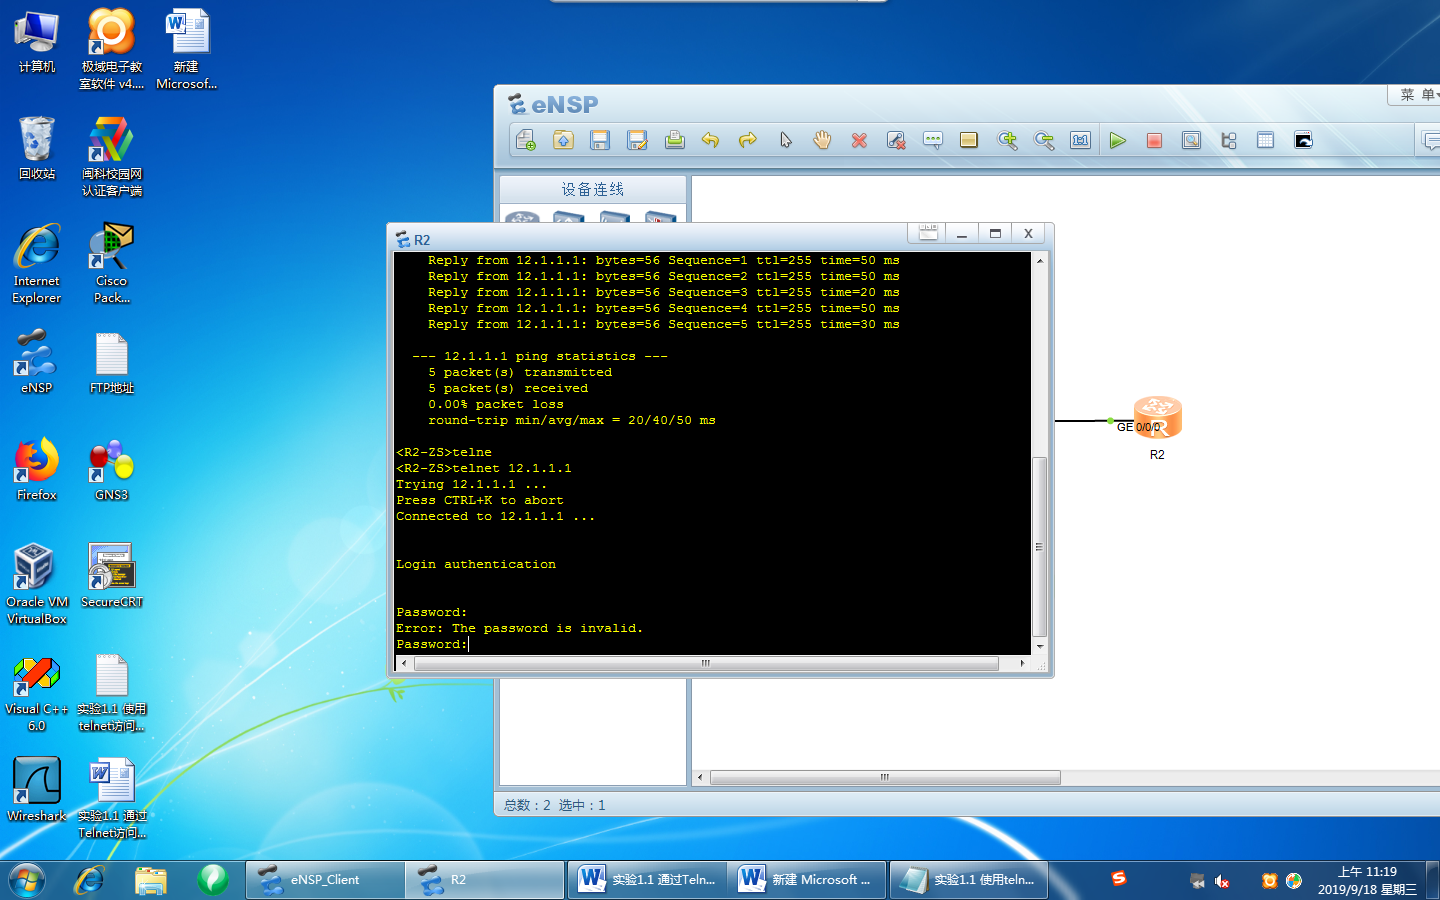 计算机
极域电子教
室软件 v4....
新建
Microsof...
回收站
闽科校园网
认证客户端
Internet
Explorer
Cisco
Pack...
eNSP
FTP地址
Firefox
GNS3
Oracle VM
VirtualBox
SecureCRT
Visual C++
6.0
实验1.1 使用
telnet访问...
Wireshark
实验1.1 通过
Telnet访问...
eNSP
菜 单
1:1
设备连线
R2
X
Reply from 12.1.1.1: bytes=56 Sequence=1 ttl=255 time=50 ms
Reply from 12.1.1.1: bytes=56 Sequence=2 ttl=255 time=50 ms
Reply from 12.1.1.1: bytes=56 Sequence=3 ttl=255 time=20 ms
Reply from 12.1.1.1: bytes=56 Sequence=4 ttl=255 time=50 ms
Reply from 12.1.1.1: bytes=56 Sequence=5 ttl=255 time=30 ms
--- 12.1.1.1 ping statistics ---
5 packet(s) transmitted
5 packet(s) received
0.00% packet loss
round-trip min/avg/max = 20/40/50 ms
<R2-ZS>telne
<R2-ZS>telnet 12.1.1.1
Trying 12.1.1.1 ...
Press CTRL+K to abort
Connected to 12.1.1.1 ...
Login authentication
Password:
Error: The password is invalid.
Password:
GE 0/0/0
R
R2
总数：2 选中：1
eNSP_Client
R2
实验1.1 通过Teln...
新建 Microsoft ...
实验1.1 使用teln...
S
上午 11:19
2019/9/18 星期三